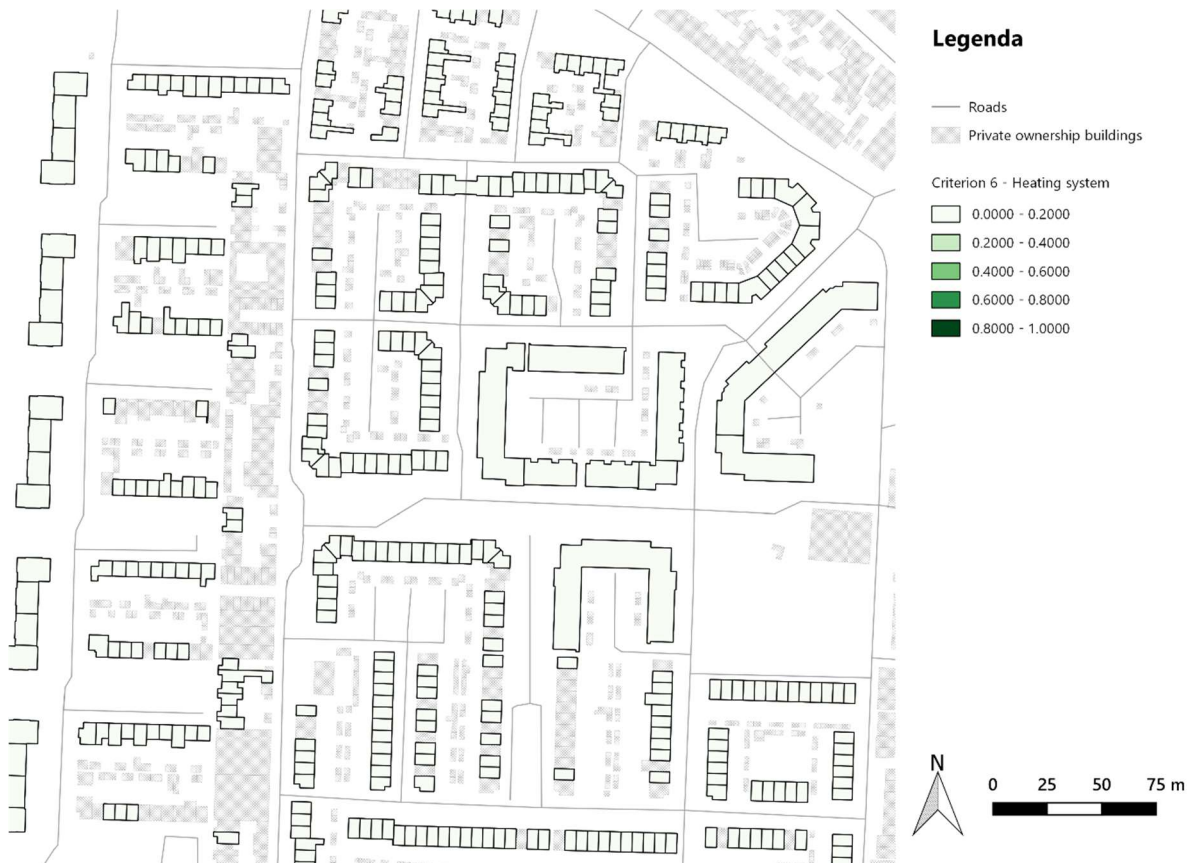 Legenda
Roads
Private ownership buildings
Criterion 6 - Heating system
0.0000 - 0.2000
0.2000 - 0.4000
0.4000 - 0.6000
0.6000 - 0.8000
0.8000 - 1.0000
N
0 25 50 75 m